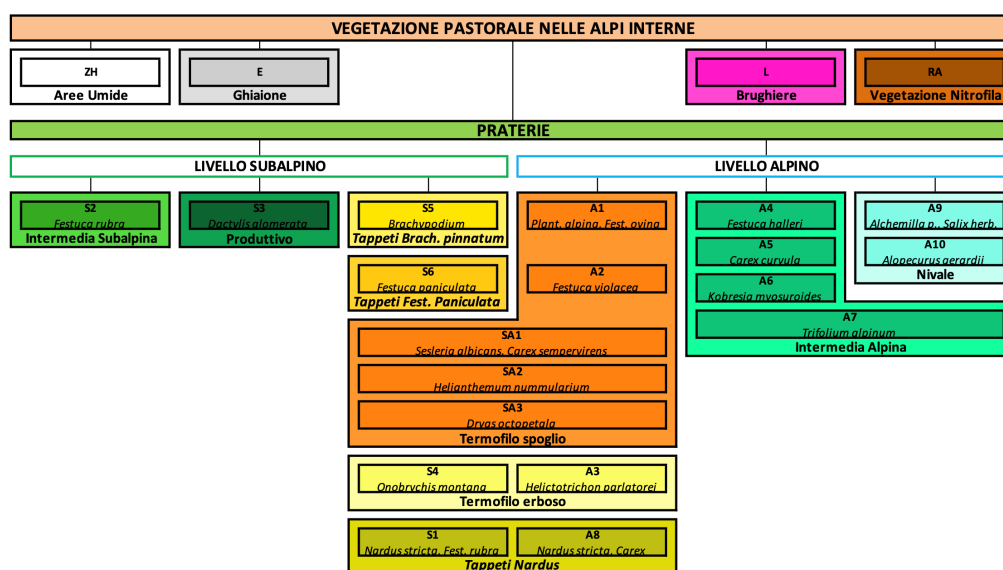 VEGETAZIONE PASTORALE NELLE ALPI INTERNE
ZH
Aree Umide
E
Ghiaione
L
Brughiere
RA
Vegetazione Nitrofila
PRATERIE
LIVELLO SUBALPINO
LIVELLO ALPINO
S2
Festuca rubra
Intermedia Subalpina
S3
Dactylis glomerata
Produttivo
S5
Brachypodium
Tappeti Brach. pinnatum
S6
Festuca paniculata
Tappeti Fest. Paniculata
A1
Plant. alpina, Fest. ovina
A2
Festuca violacea
SA1
Sesleria albicans, Carex sempervirens
SA2
Helianthemum nummularium
SA3
Dryas octopetala
Termofilo spoglio
A4
Festuca halleri
A5
Carex curvula
A6
Kobresia myosuroides
A7
Trifolium alpinum
Intermedia Alpina
A9
Alchemilla p., Salix herb.
A10
Alopecurus gerardii
Nivale
S4
Onobrychis montana
A3
Helictotrichon parlatorei
Termofilo erboso
S1
Nardus stricta, Fest. rubra
A8
Nardus stricta, Carex
Tappeti Nardus